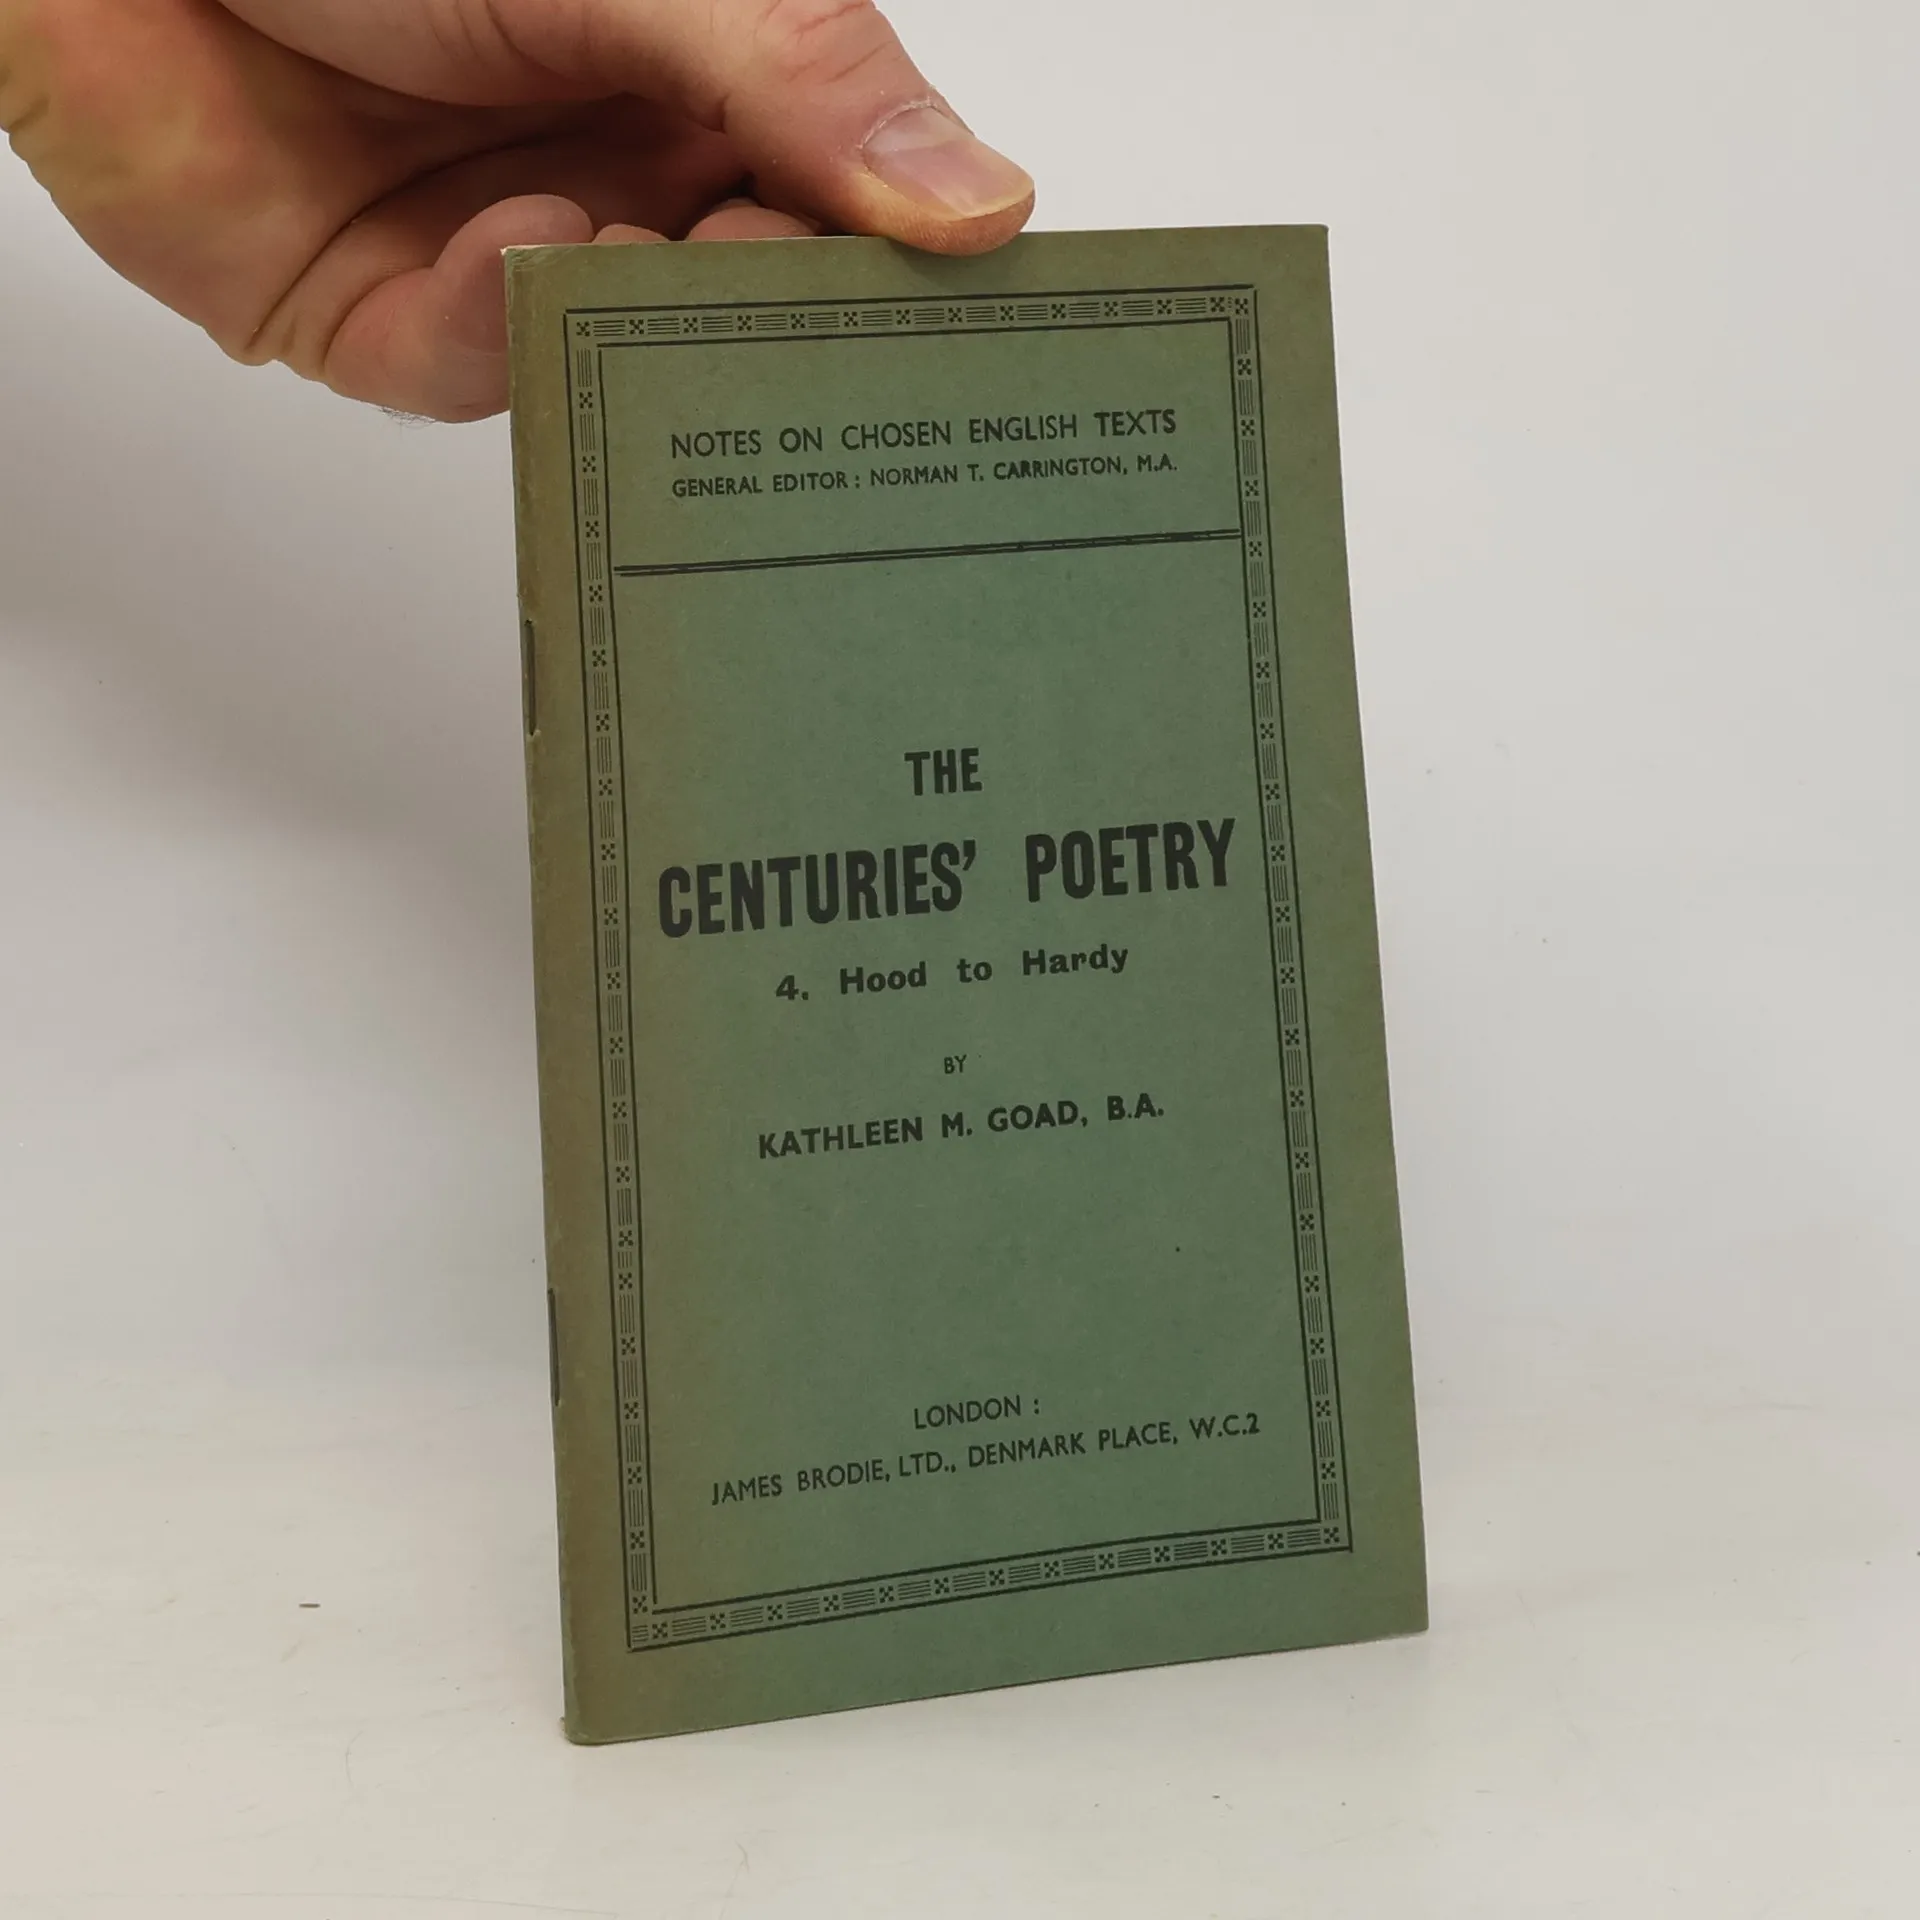 NOTES ON CHOSEN ENGLISH TEXTS
GENERAL EDITOR : NORMAN T. CARRINGTON, M.A.
THE
CENTURIES' POETRY
4. Hood to Hardy
BY
KATHLEEN M. GOAD, B.A.
LONDON :
JAMES BRODIE, LTD., DENMARK PLACE, W.C.2